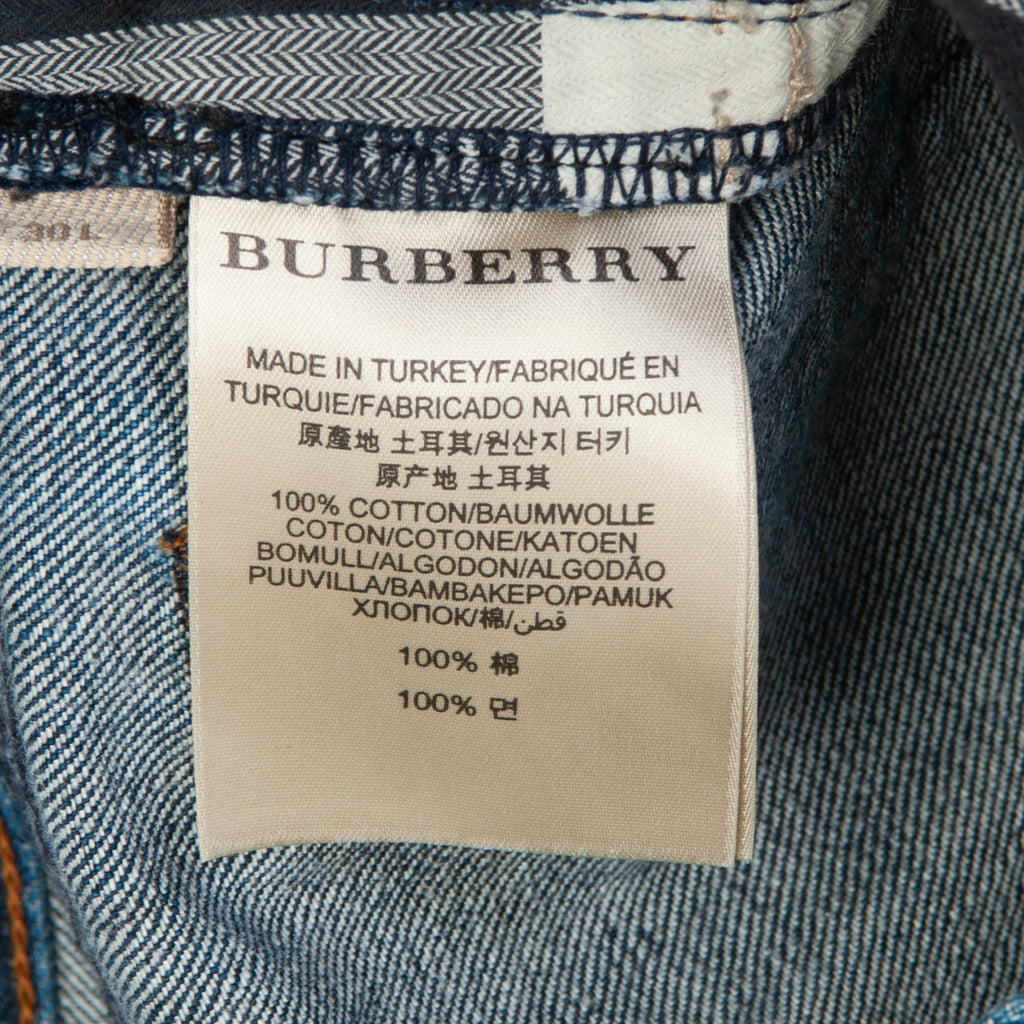 30 L
BURBERRY
MADE IN TURKEY/FABRIQUÉ EN
TURQUIE/FABRICADO NA TURQUIA
原產地 土耳其/원산지 터키
原产地 土耳其
100% COTTON/BAUMWOLLE
COTON/COTONE/KATOEN
BOMULL/ALGODON/ALGODÃO
PUUVILLA/BAMBAKEPO/PAMUK
ХЛОПОК/棉/قطن
100% 棉
100% 면